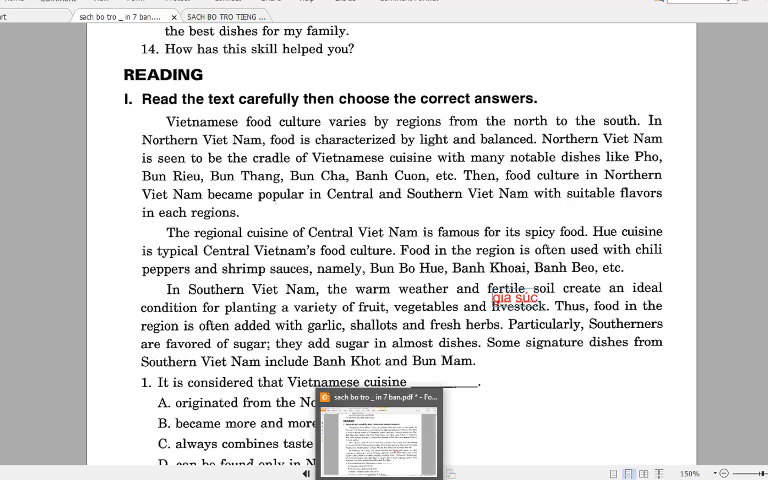 sach bo tro _ in 7 ban....
SACH BO TRO TIENG ...
the best dishes for my family.
14. How has this skill helped you?
READING
I. Read the text carefully then choose the correct answers.
Vietnamese food culture varies by regions from the north to the south. In
Northern Viet Nam, food is characterized by light and balanced. Northern Viet Nam
is seen to be the cradle of Vietnamese cuisine with many notable dishes like Pho,
Bun Rieu, Bun Thang, Bun Cha, Banh Cuon, etc. Then, food culture in Northern
Viet Nam became popular in Central and Southern Viet Nam with suitable flavors
in each regions.
The regional cuisine of Central Viet Nam is famous for its spicy food. Hue cuisine
is typical Central Vietnam's food culture. Food in the region is often used with chili
peppers and shrimp sauces, namely, Bun Bo Hue, Banh Khoai, Banh Beo, etc.
In Southern Viet Nam, the warm weather and fertile soil create an ideal
gia suc
condition for planting a variety of fruit, vegetables and livestock. Thus, food in the
region is often added with garlic, shallots and fresh herbs. Particularly, Southerners
are favored of sugar; they add sugar in almost dishes. Some signature dishes from
Southern Viet Nam include Banh Khot and Bun Mam.
1. It is considered that Vietnamese cuisine ________.
A. originated from the No
B. became more and more
C. always combines taste
D. can be found only in N
sach bo tro _ in 7 ban.pdf * - Fo...
150%